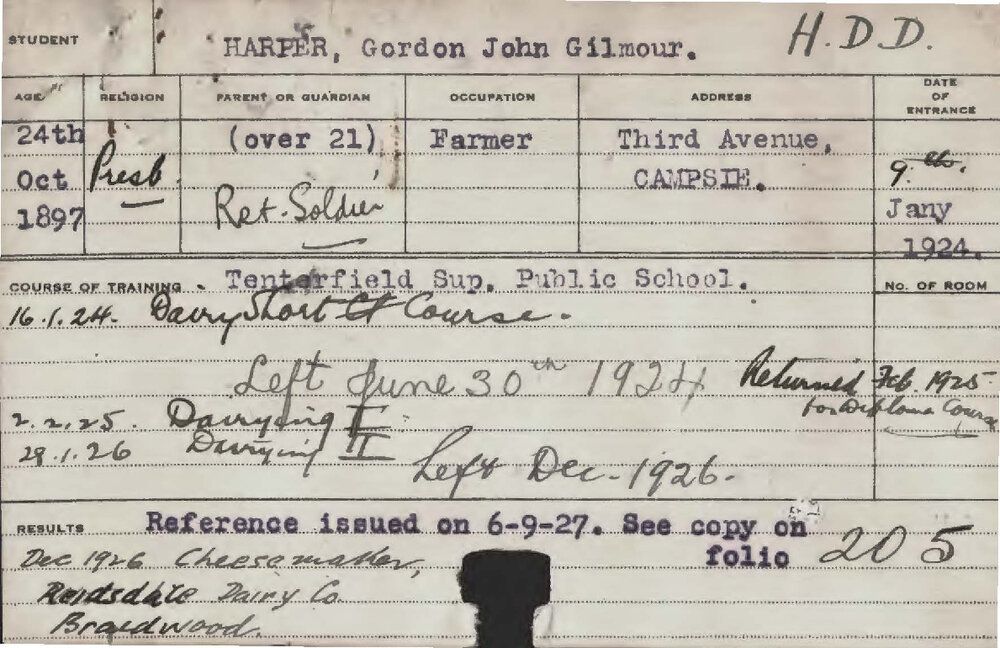 STUDENT HARPER, Gordon John Gilmour. H.D.D.
AGE RELIGION PARENT OR GUARDIAN OCCUPATION ADDRESS DATE OF ENTRANCE
24th (over 21) Farmer Third Avenue,
Oct Presb. CAMPSIE. 9th.
1897 Ret. Soldier Jany
1924.
COURSE OF TRAINING. Tenterfield Sup. Public School. No. OF ROOM
16.1.24. Dairy Short Course.
Left June 30th 1924 Returned Feb. 1925
for Diploma Course
2.2.25. Dairying I
29.1.26 Dairying II
Left Dec. 1926.
RESULTS Reference issued on 6-9-27. See copy on
folio 205
Dec 1926 Cheesemaker,
Reidsdale Dairy Co.
Braidwood.